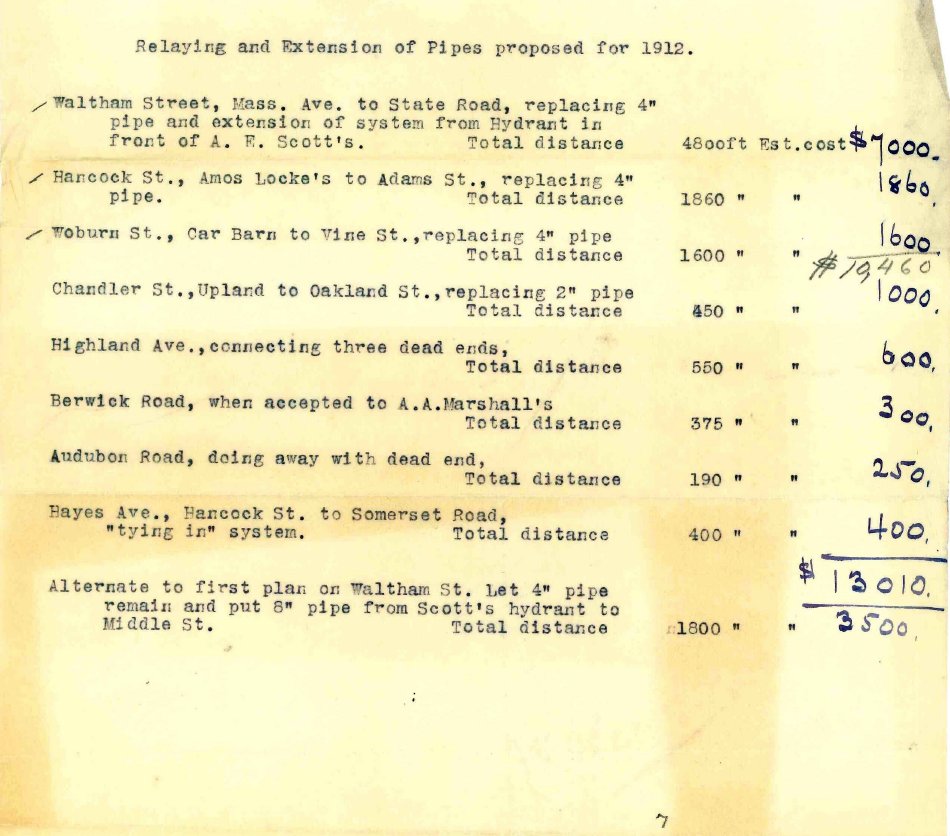 Relaying and Extension of Pipes proposed for 1912.
Waltham Street, Mass. Ave. to State Road, replacing 4"
pipe and extension of system from Hydrant in
front of A. E. Scott's. Total distance 48ooft Est.cost $7000.
Hancock St., Amos Locke's to Adams St., replacing 4" 1860.
pipe. Total distance 1860 " "
Woburn St., Car Barn to Vine St.,replacing 4" pipe 1600.
Total distance 1600 " " $10,460
Chandler St.,Upland to Oakland St.,replacing 2" pipe 1000.
Total distance 450 " "
Highland Ave.,connecting three dead ends, 600.
Total distance 550 " "
Berwick Road, when accepted to A.A.Marshall's 300.
Total distance 375 " "
Audubon Road, doing away with dead end, 250.
Total distance 190 " "
Hayes Ave., Hancock St. to Somerset Road,
"tying in" system. Total distance 400 " " 400.
$13010.
Alternate to first plan on Waltham St. Let 4" pipe
remain and put 8" pipe from Scott's hydrant to
Middle St. Total distance 1800 " " 3500.
7